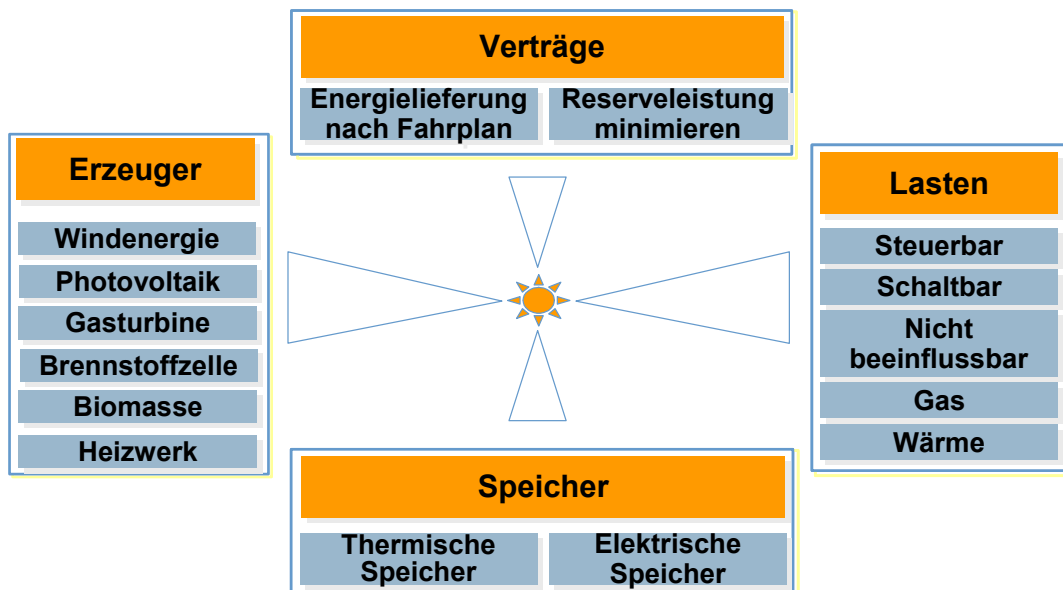 Verträge
Energielieferung
nach Fahrplan
Reserveleistung
minimieren
Erzeuger
Windenergie
Photovoltaik
Gasturbine
Brennstoffzelle
Biomasse
Heizwerk
Lasten
Steuerbar
Schaltbar
Nicht
beeinflussbar
Gas
Wärme
Speicher
Thermische
Speicher
Elektrische
Speicher